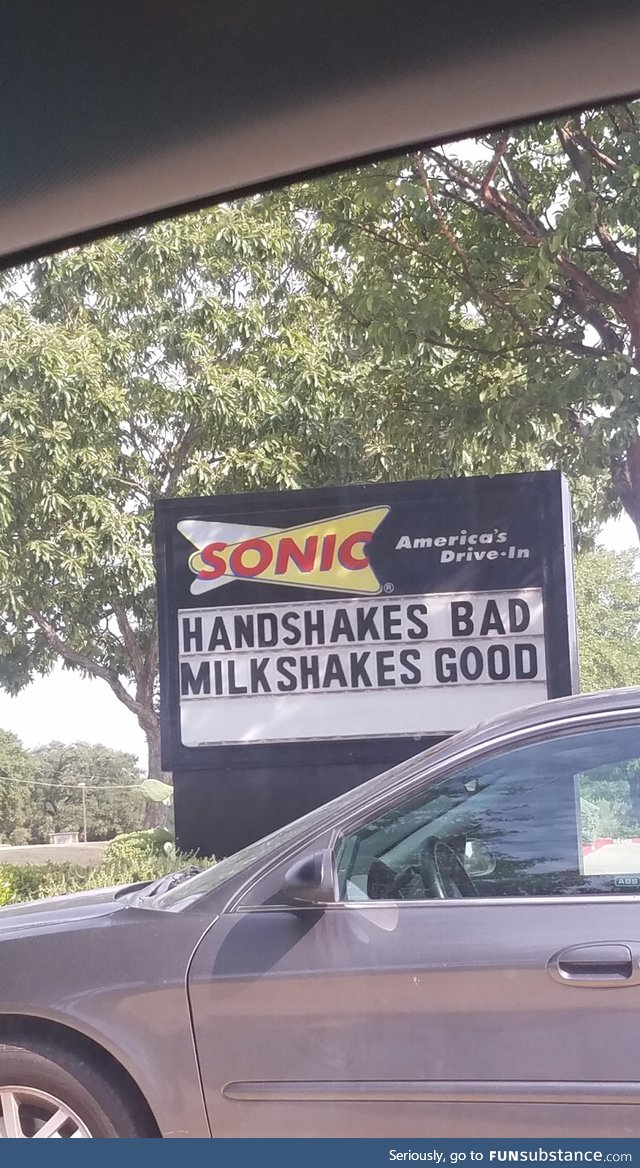 SONIC
America's
Drive-In
®
HANDSHAKES BAD
MILKSHAKES GOOD
ABS
Seriously, go to FUNsubstance.com